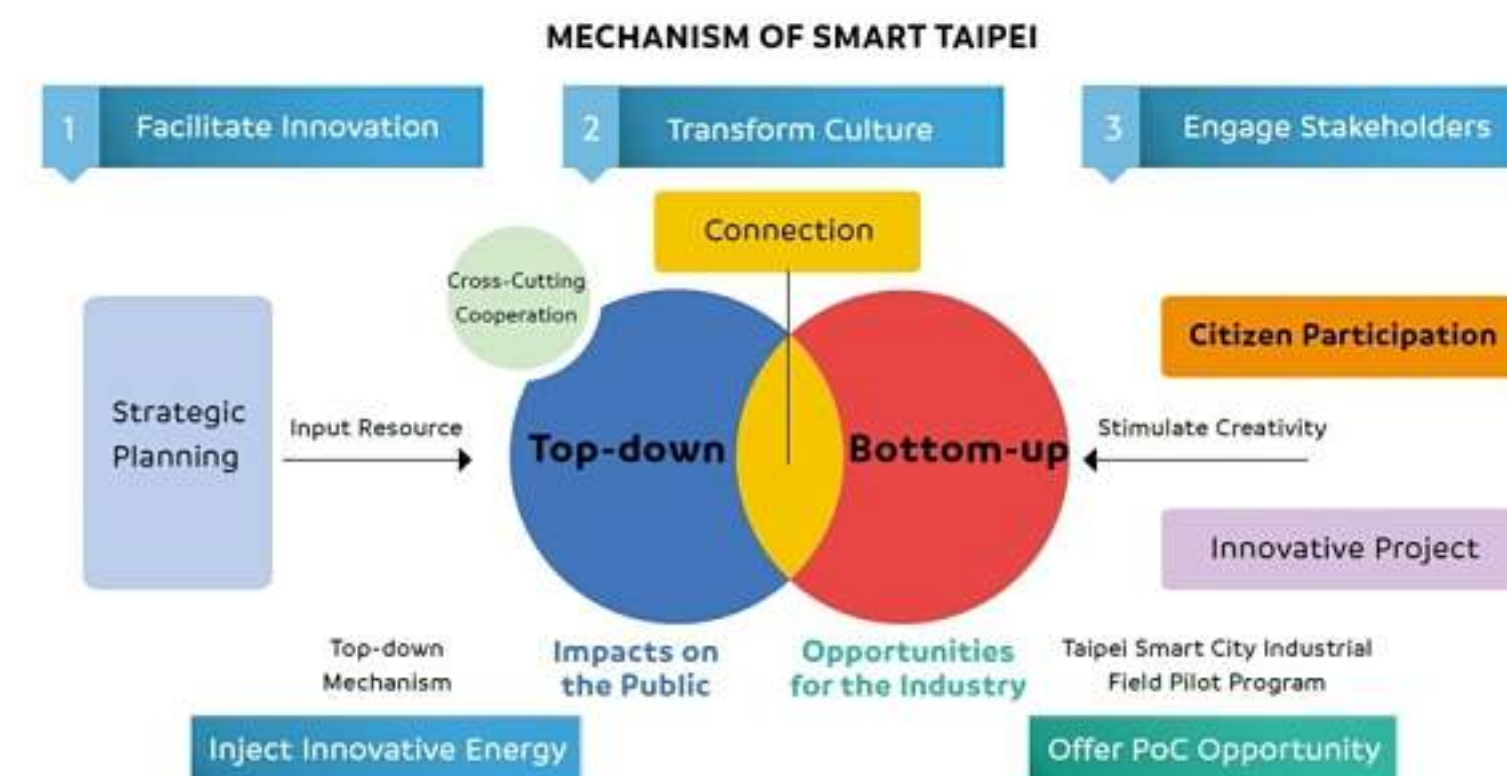 MECHANISM OF SMART TAIPEI
1
Facilitate Innovation
2
Transform Culture
3
Engage Stakeholders
Connection
Cross-Cutting
Cooperation
Citizen Participation
Strategic
Planning
Input Resource
Top-down
Bottom-up
Stimulate Creativity
Innovative Project
Top-down
Mechanism
Impacts on
the Public
Opportunities
for the Industry
Taipei Smart City Industrial
Field Pilot Program
Inject Innovative Energy
Offer PoC Opportunity